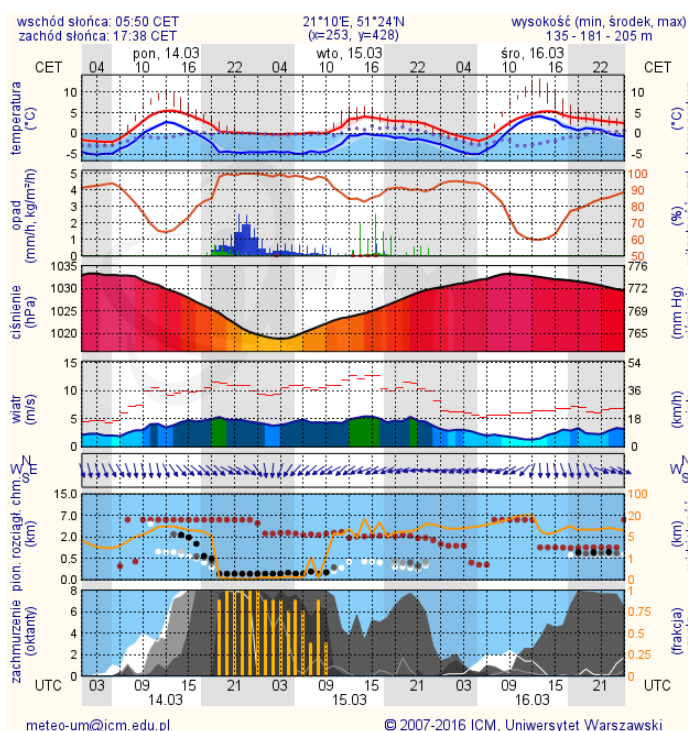 wschód słońca: 05:50 CET 21°10'E, 51°24'N wysokość (min, środek, max)
zachód słońca: 17:38 CET (x=253, y=428) 135 - 181 - 205 m
pon, 14.03 wto, 15.03 śro, 16.03
CET 04 10 16 22 04 10 16 22 04 10 16 22 CET
temperatura (°C)
10
5
0
-5
10
5
0
-5
(°C)
opad (mm/h, kg/m²/h)
5
4
3
2
1
0
100
90
80
70
60
50
(%)
ciśnienie (hPa)
1035
1030
1025
1020
776
772
769
765
(mm Hg)
wiatr (m/s)
15
10
5
0
54
36
18
0
(km/h)
N
W E
S
N
W E
S
pion. rozciągł. chm. (km)
15.0
7.0
2.0
0.5
0.0
100
20
5
1
0
(km)
zachmurzenie (oktanty)
8
6
4
2
0
1
0.75
0.5
0.25
0
(frakcja)
UTC 03 09 15 21 03 09 15 21 03 09 15 21 UTC
14.03 15.03 16.03
meteo-um@icm.edu.pl © 2007-2016 ICM, Uniwersytet Warszawski